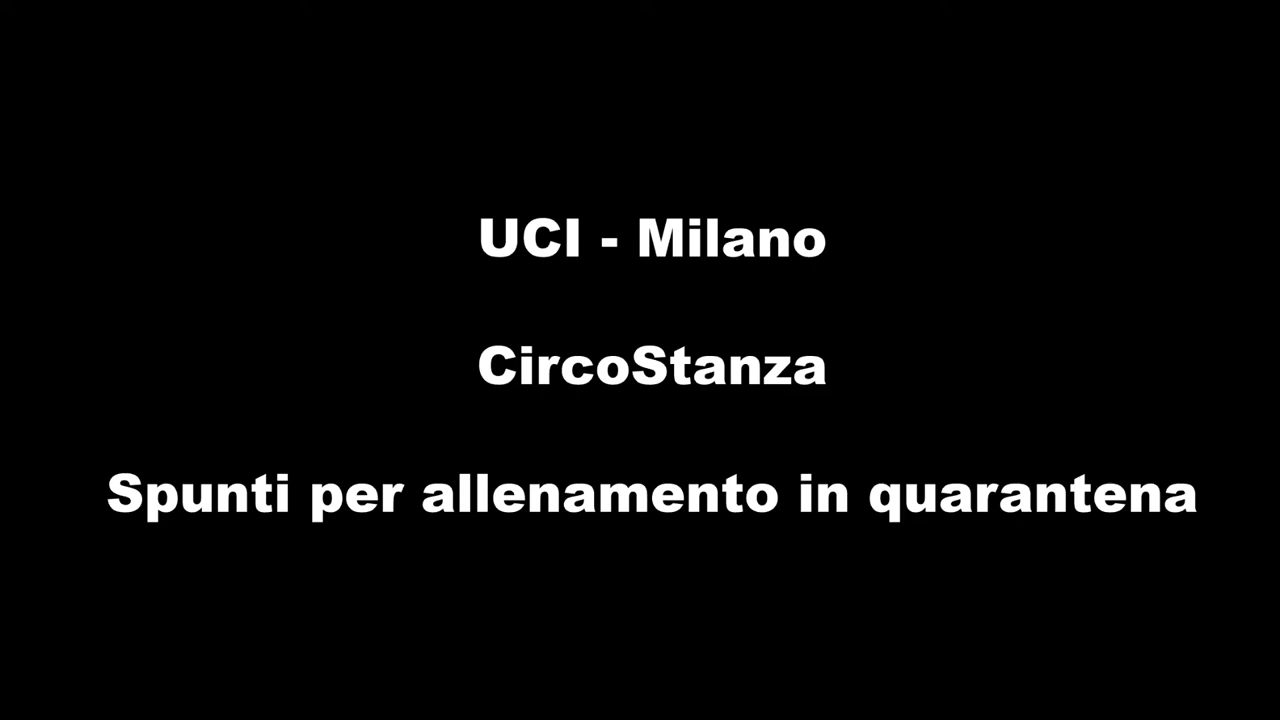 UCI - Milano
CircoStanza
Spunti per allenamento in quarantena